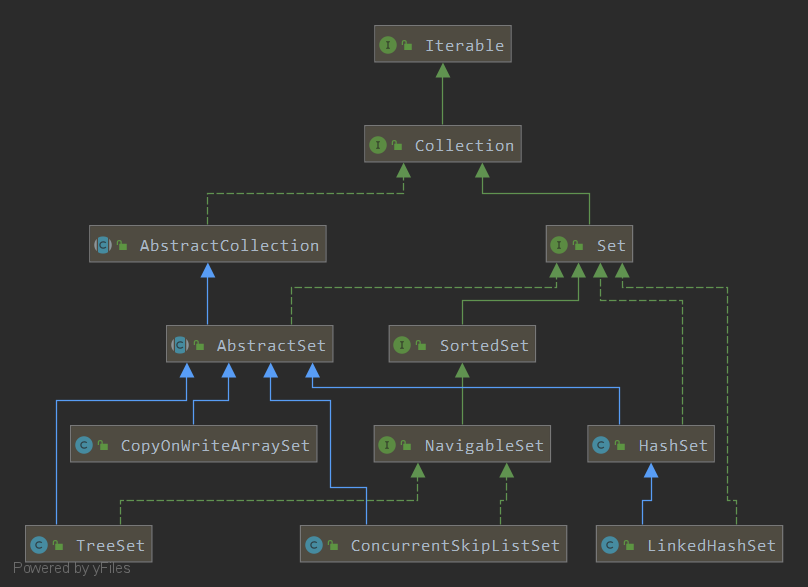 Iterable
Collection
AbstractCollection
Set
AbstractSet
SortedSet
CopyOnWriteArraySet
NavigableSet
HashSet
TreeSet
ConcurrentSkipListSet
LinkedHashSet
Powered by yFiles